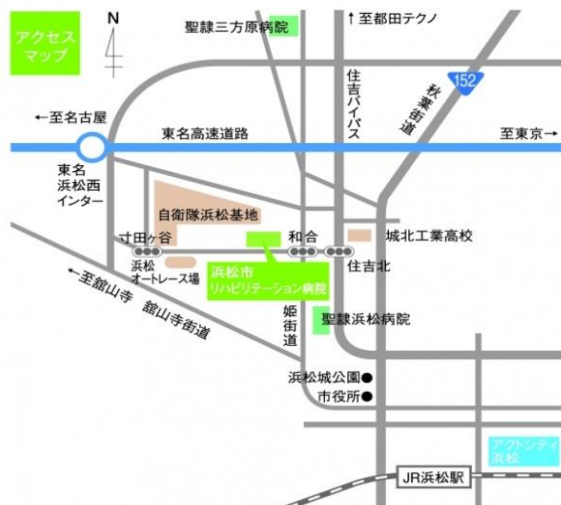 アクセス
マップ
N
聖隷三方原病院
↑至都田テクノ
152
住吉バイパス
秋葉街道
←至名古屋
東名高速道路
至東京→
東名
浜松西
インター
自衛隊浜松基地
寸田ヶ谷
和合
城北工業高校
浜松
オートレース場
浜松市
リハビリテーション病院
住吉北
←至舘山寺 舘山寺街道
姫街道
聖隷浜松病院
浜松城公園●
市役所●
アクトシティ
浜松
JR浜松駅